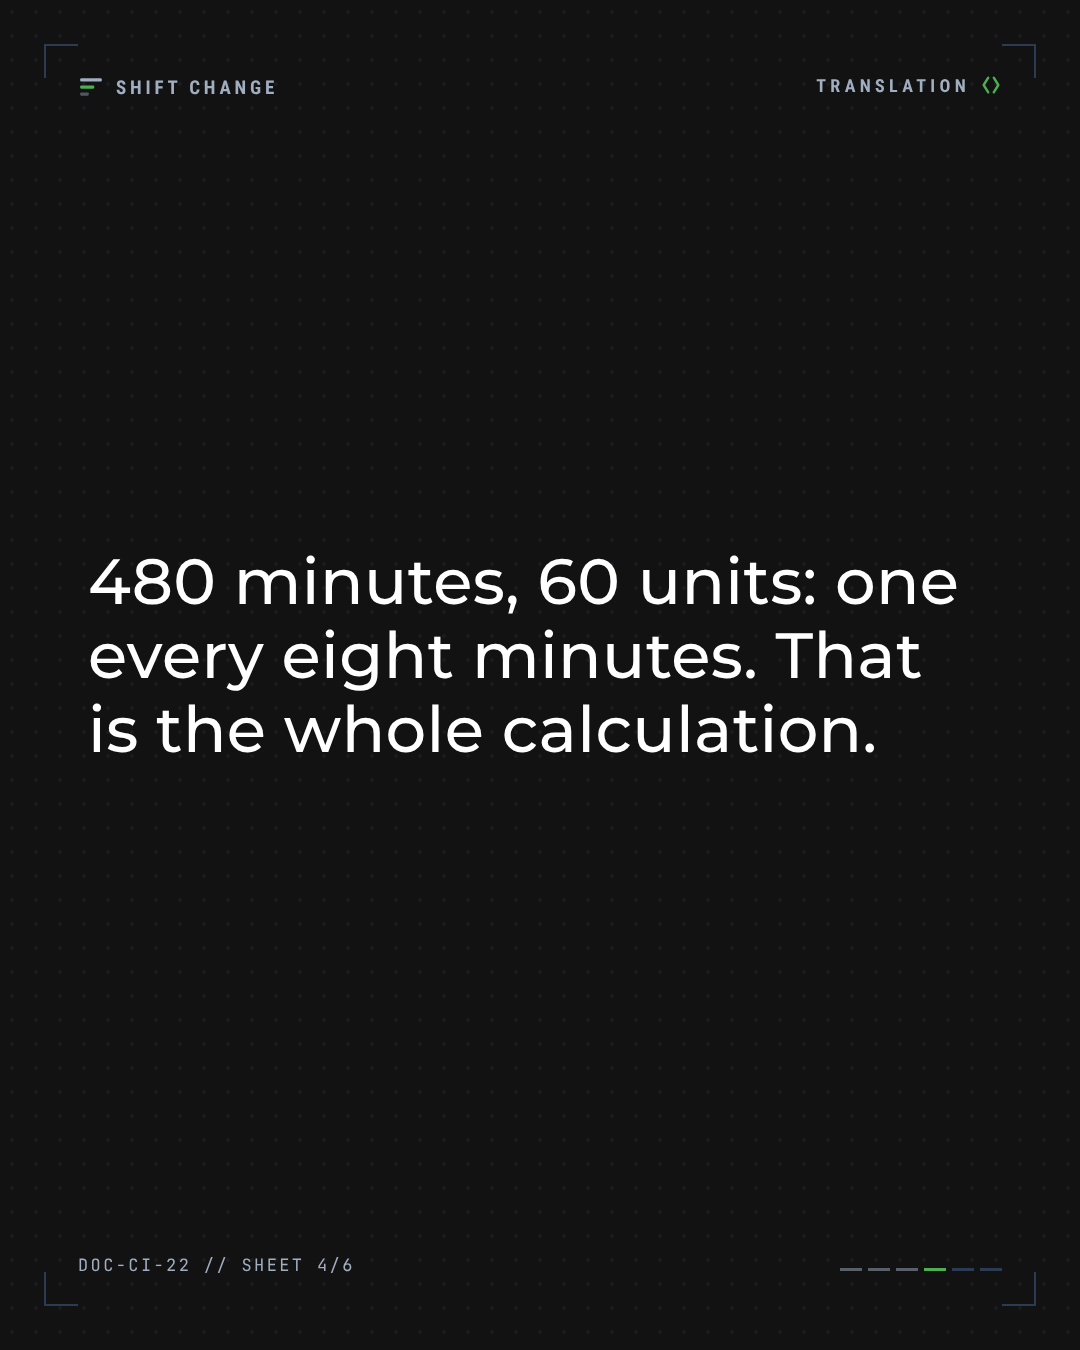 SHIFT CHANGE
TRANSLATION
480 minutes, 60 units: one
every eight minutes. That
is the whole calculation.
DOC-CI-22 // SHEET 4/6